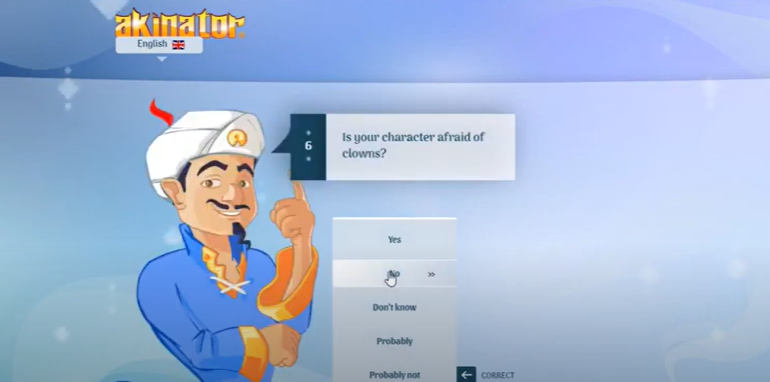 akinator
English
6
Is your character afraid of
clowns?
Yes
No
Don't know
Probably
Probably not
CORRECT